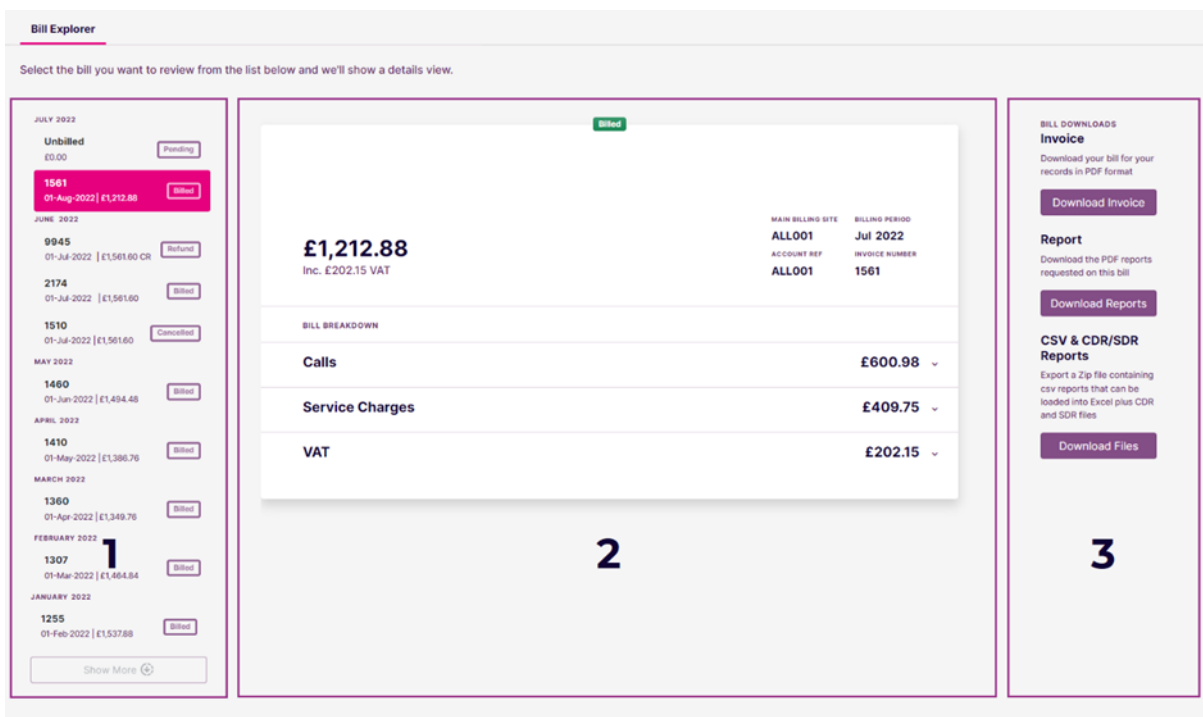 Bill Explorer
Select the bill you want to review from the list below and we'll show a details view.
JULY 2022
Unbilled
£0.00
Pending
1561
01-Aug-2022| £1,212.88
Billed
JUNE 2022
9945
01-Jul-2022 | £1,561.60 CR
Refund
2174
01-Jul-2022 | £1,561.60
Billed
1510
01-Jul-2022 | £1,561.60
Cancelled
MAY 2022
1460
01-Jun-2022 | £1,494.48
Billed
APRIL 2022
1410
01-May-2022 | £1,386.76
Billed
MARCH 2022
1360
01-Apr-2022 | £1,349.76
Billed
FEBRUARY 2022
1307
01-Mar-2022 | £1,464.84
Billed
JANUARY 2022
1255
01-Feb-2022 | £1,537.88
Billed
Show More
1
Billed
£1,212.88
Inc. £202.15 VAT
MAIN BILLING SITE
ALL001
BILLING PERIOD
Jul 2022
ACCOUNT REF
ALL001
INVOICE NUMBER
1561
BILL BREAKDOWN
Calls £600.98
Service Charges £409.75
VAT £202.15
2
BILL DOWNLOADS
Invoice
Download your bill for your
records in PDF format
Download Invoice
Report
Download the PDF reports
requested on this bill
Download Reports
CSV & CDR/SDR
Reports
Export a Zip file containing
csv reports that can be
loaded into Excel plus CDR
and SDR files
Download Files
3